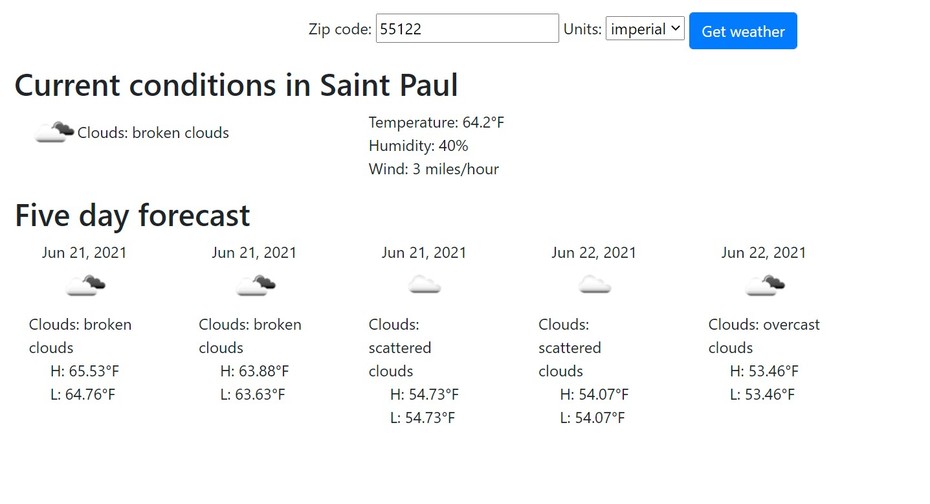 Zip code: 55122 Units: imperial Get weather
Current conditions in Saint Paul
Clouds: broken clouds
Temperature: 64.2°F
Humidity: 40%
Wind: 3 miles/hour
Five day forecast
Jun 21, 2021
Clouds: broken
clouds
H: 65.53°F
L: 64.76°F
Jun 21, 2021
Clouds: broken
clouds
H: 63.88°F
L: 63.63°F
Jun 21, 2021
Clouds:
scattered
clouds
H: 54.73°F
L: 54.73°F
Jun 22, 2021
Clouds:
scattered
clouds
H: 54.07°F
L: 54.07°F
Jun 22, 2021
Clouds: overcast
clouds
H: 53.46°F
L: 53.46°F